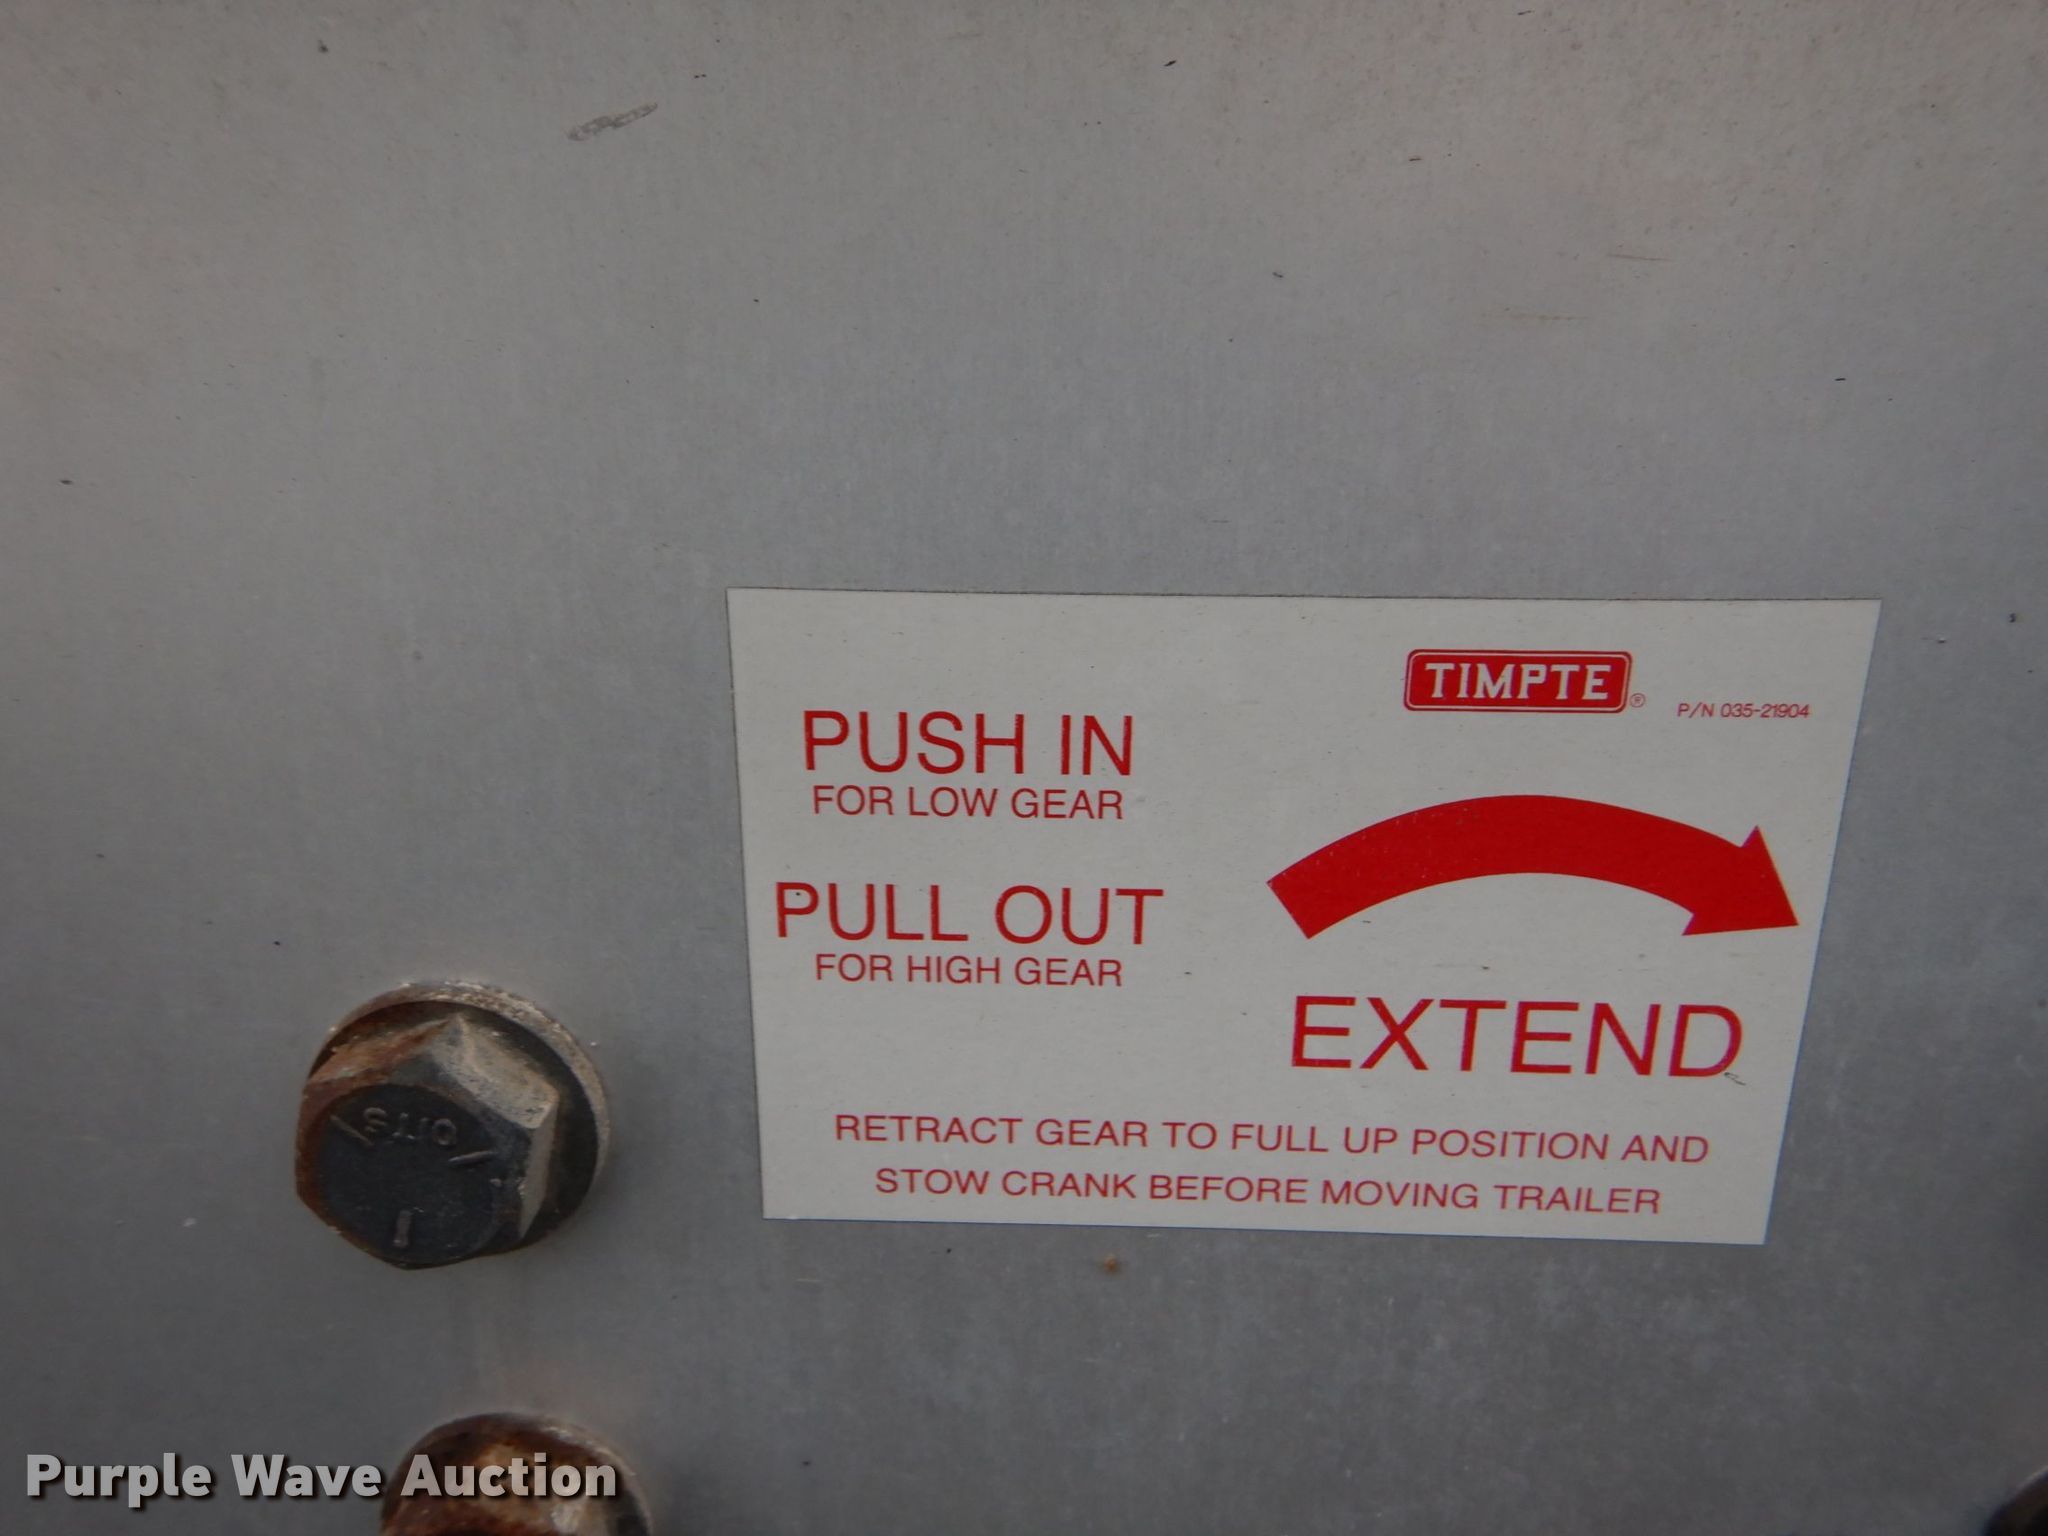 TIMPTE ®
P/N 035-21904
PUSH IN
FOR LOW GEAR
PULL OUT
FOR HIGH GEAR
EXTEND
RETRACT GEAR TO FULL UP POSITION AND
STOW CRANK BEFORE MOVING TRAILER
Purple Wave Auction